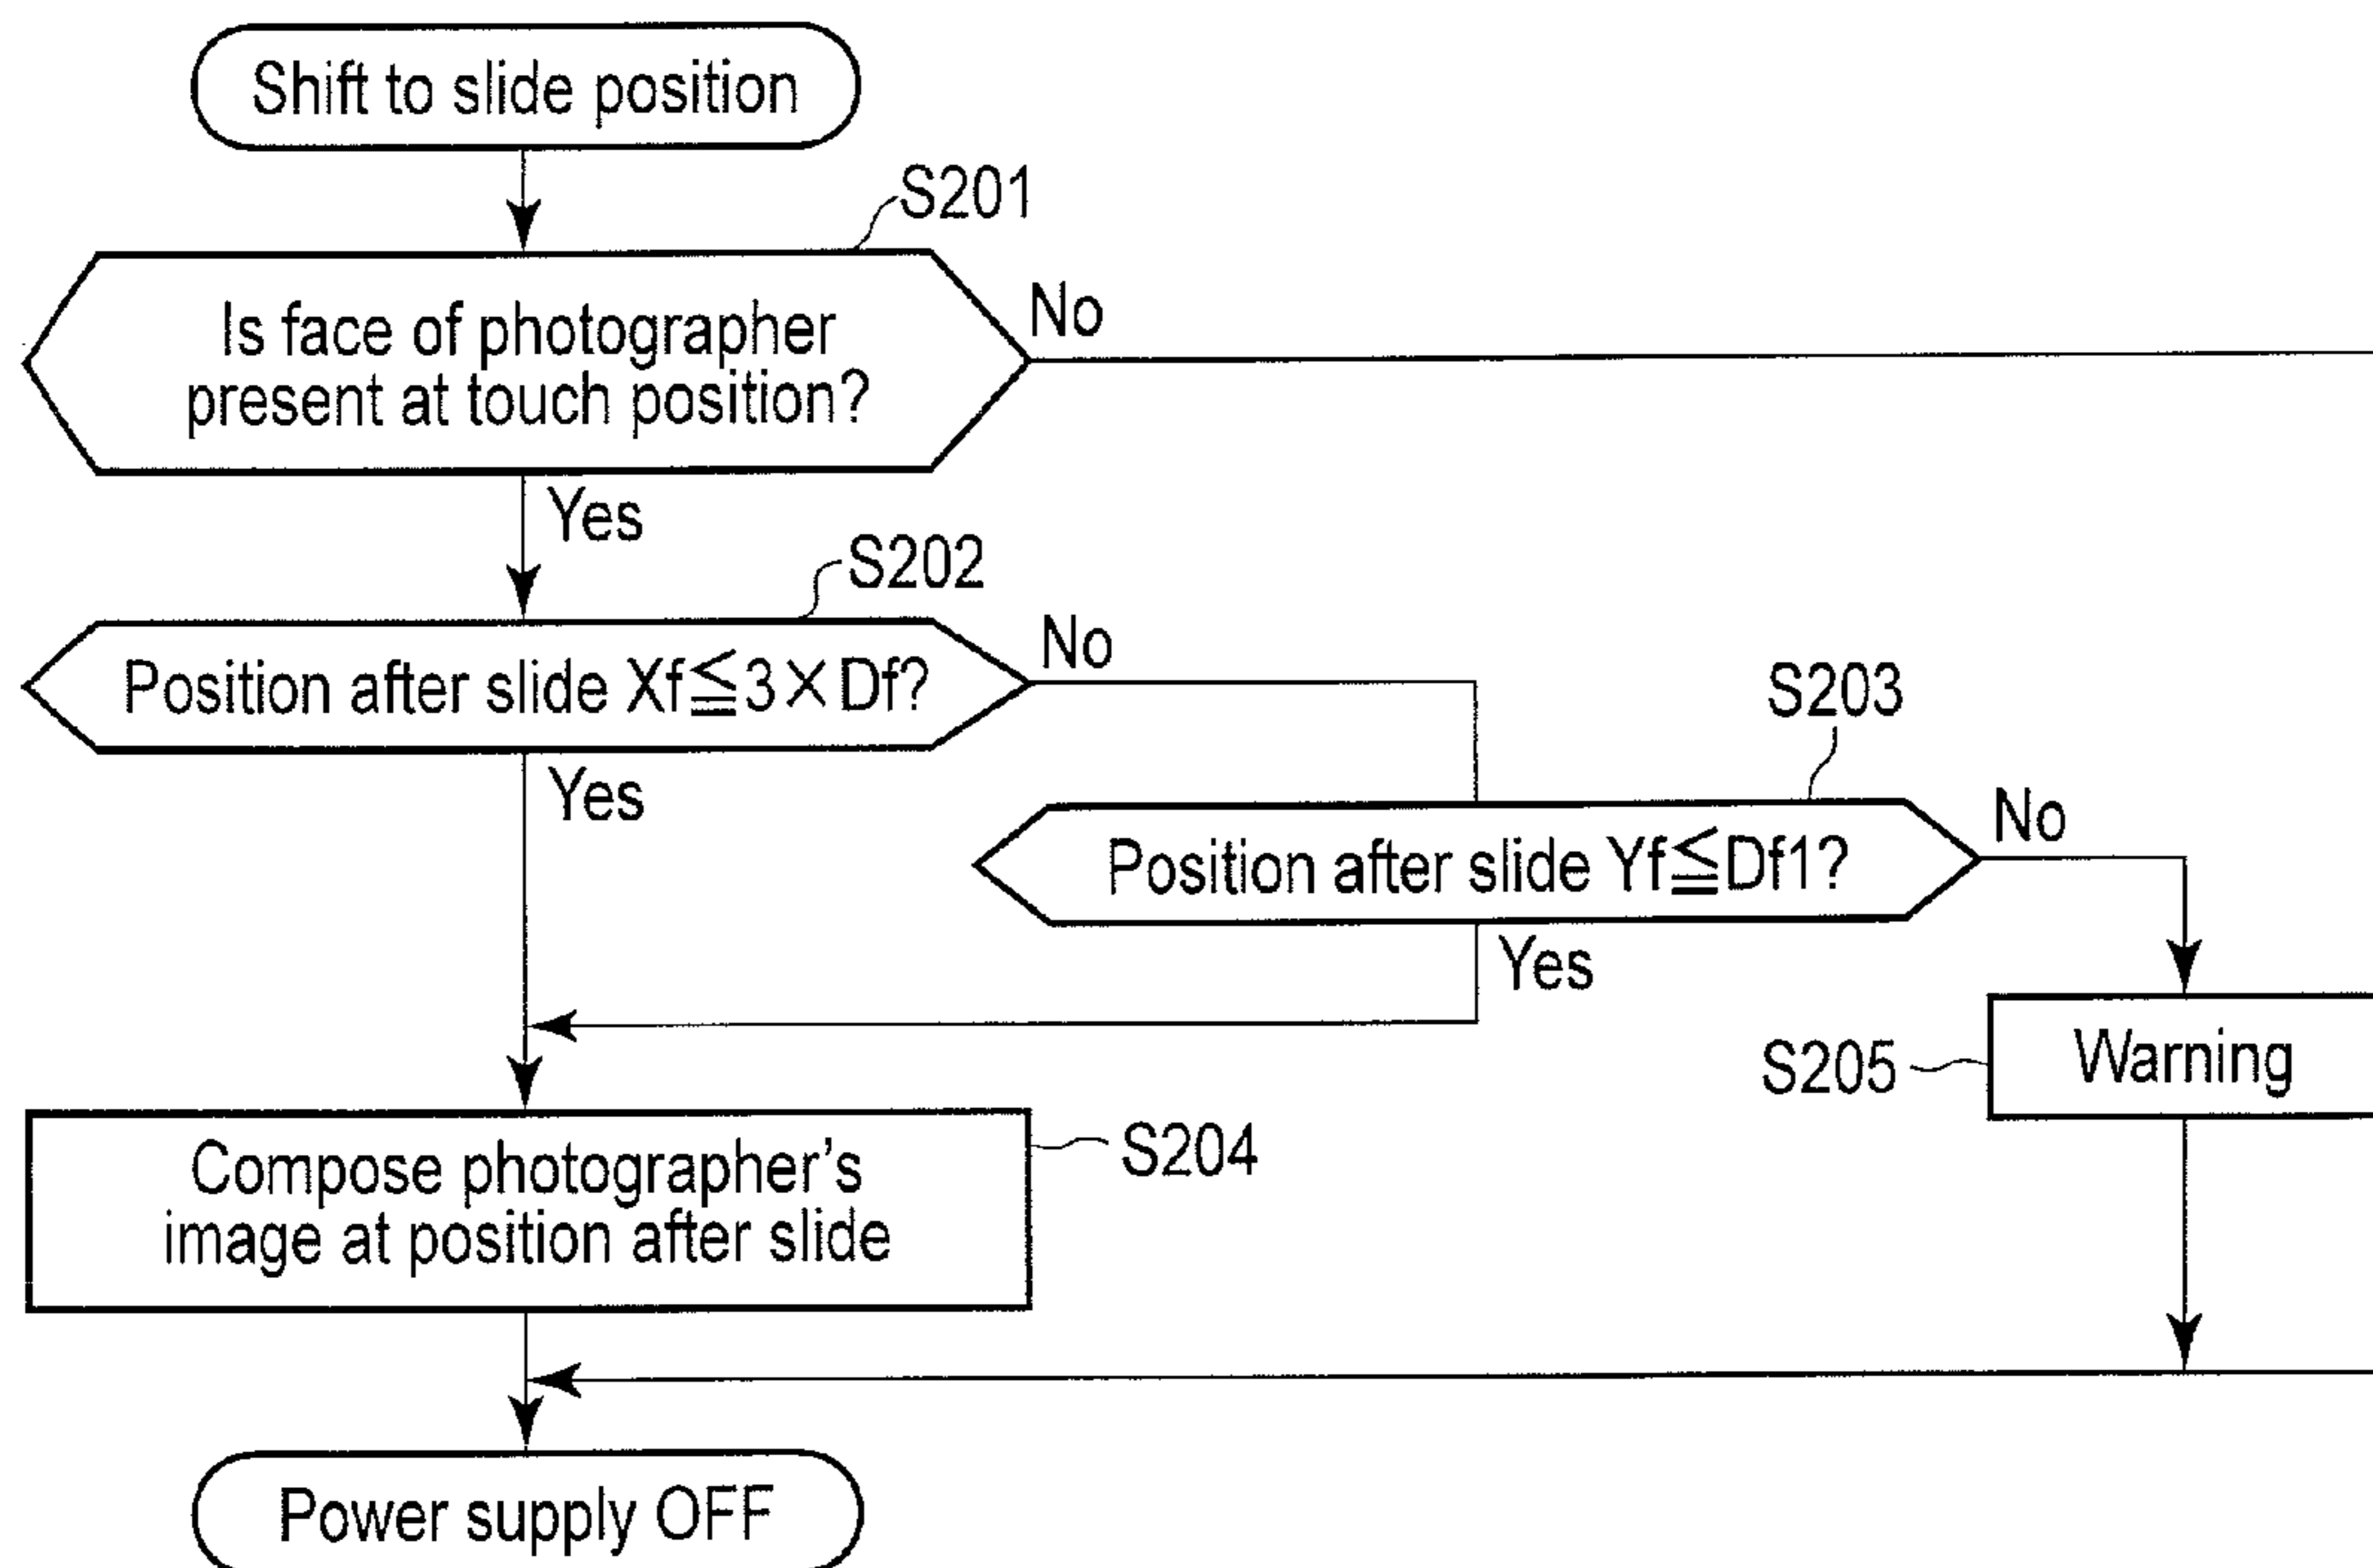 Shift to slide position
S201
Is face of photographer
present at touch position?
No
Yes
S202
Position after slide Xf≦3×Df?
No
Yes
S203
Position after slide Yf≦Df1?
No
Yes
S205
Warning
Compose photographer's
image at position after slide
S204
Power supply OFF